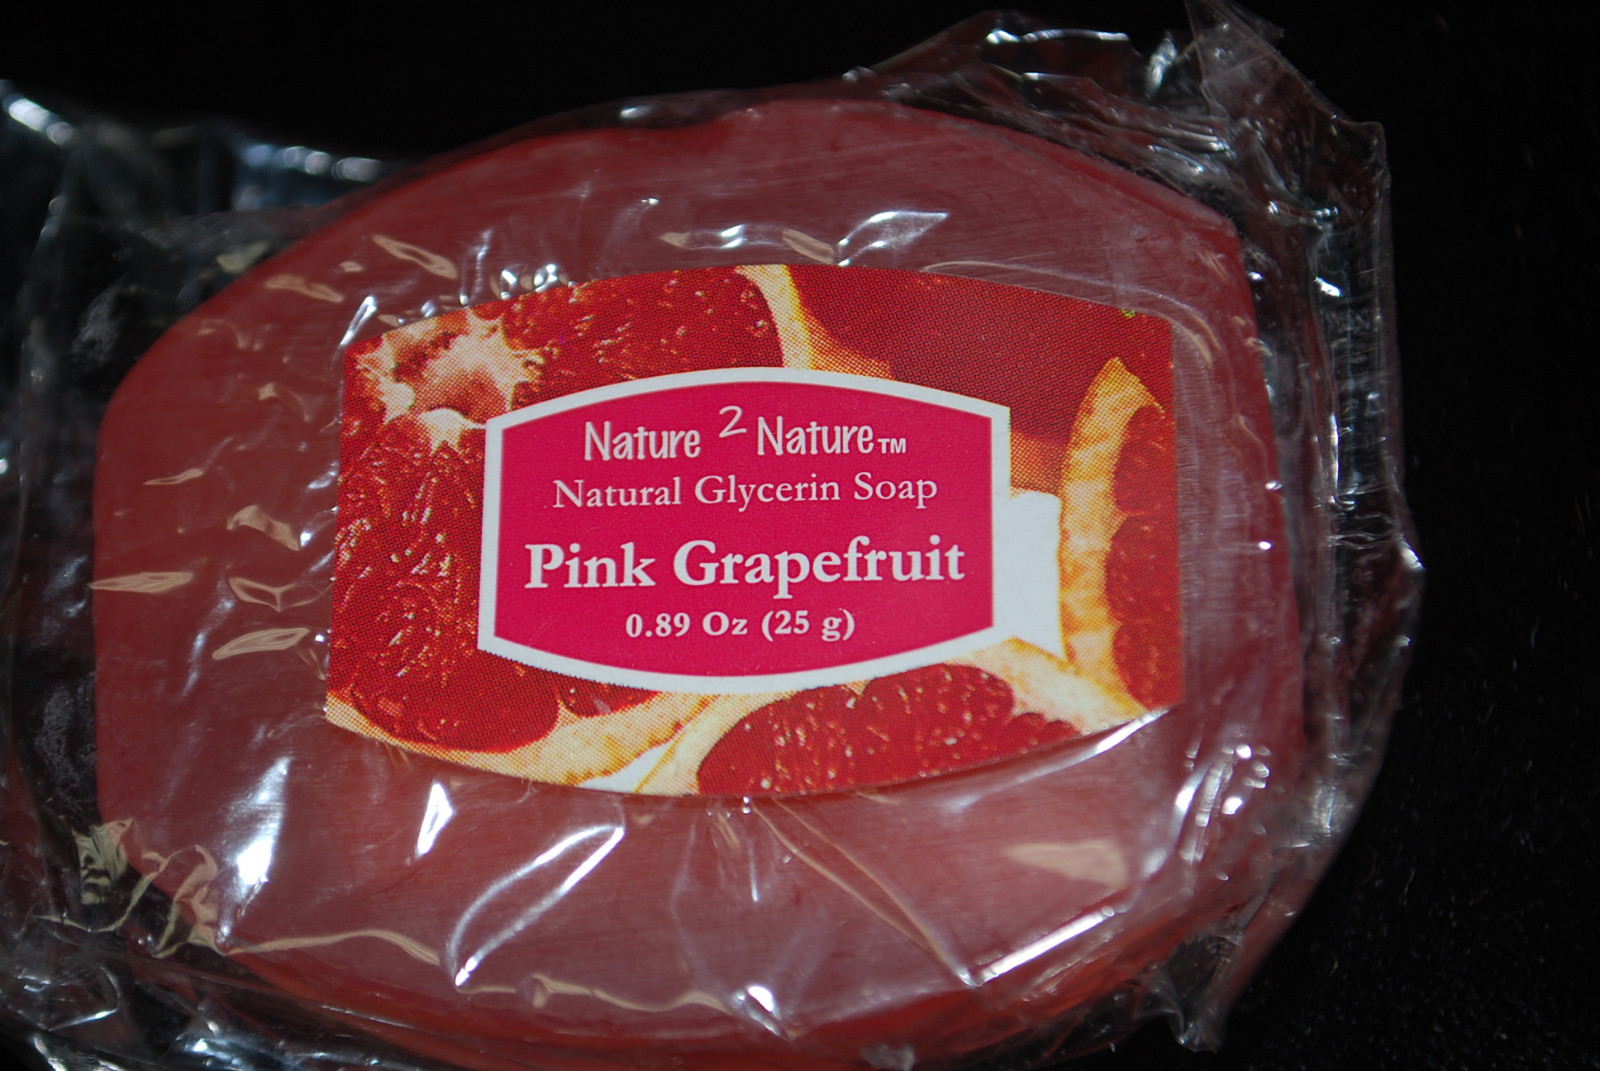 Nature 2 Nature™
Natural Glycerin Soap
Pink Grapefruit
0.89 Oz (25 g)